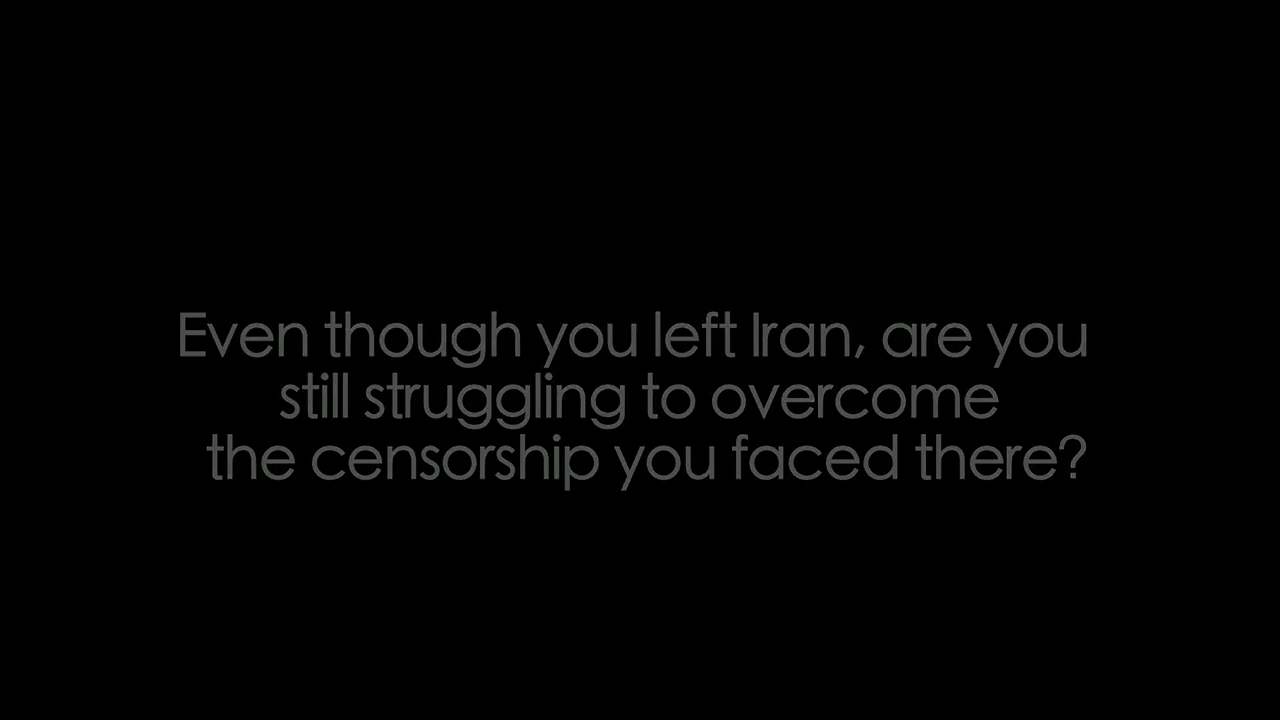 Even though you left Iran, are you
still struggling to overcome
the censorship you faced there?